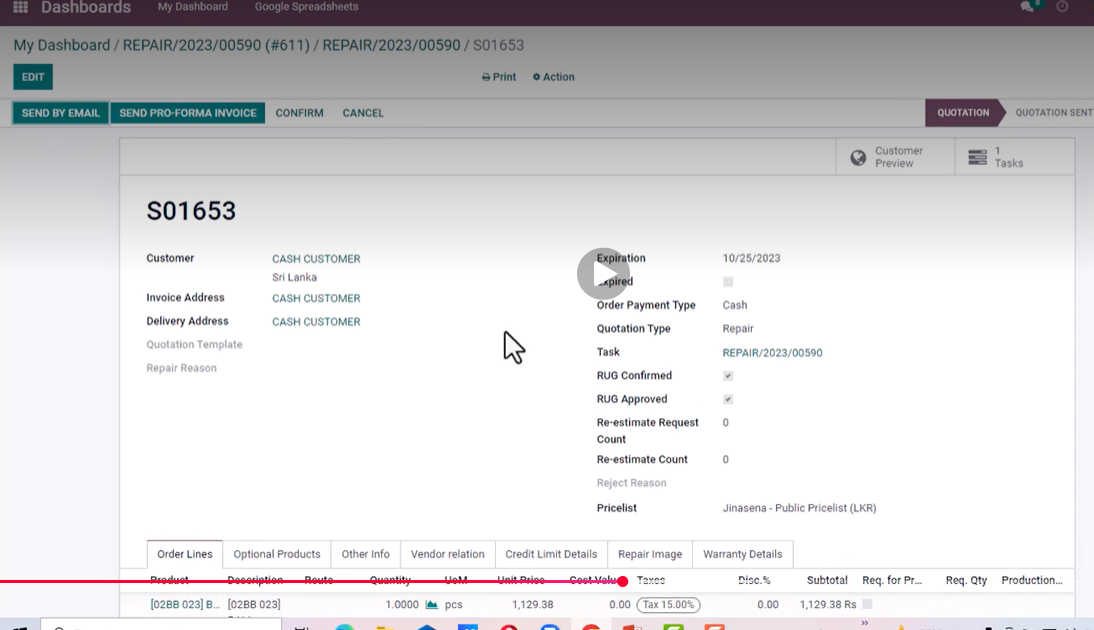 Dashboards My Dashboard Google Spreadsheets 8
My Dashboard / REPAIR/2023/00590 (#611) / REPAIR/2023/00590 / S01653
EDIT Print Action
SEND BY EMAIL SEND PRO-FORMA INVOICE CONFIRM CANCEL QUOTATION QUOTATION SENT
Customer Preview 1 Tasks
S01653
Customer CASH CUSTOMER Expiration 10/25/2023
Sri Lanka Expired
Invoice Address CASH CUSTOMER Order Payment Type Cash
Delivery Address CASH CUSTOMER Quotation Type Repair
Quotation Template Task REPAIR/2023/00590
Repair Reason RUG Confirmed
RUG Approved
Re-estimate Request Count 0
Re-estimate Count 0
Reject Reason
Pricelist Jinasena - Public Pricelist (LKR)
Order Lines Optional Products Other Info Vendor relation Credit Limit Details Repair Image Warranty Details
Product Description Route Quantity UoM Unit Price Cost Value Taxes Disc.% Subtotal Req. for Pr... Req. Qty Production...
[02BB 023] B... [02BB 023] 1.0000 pcs 1,129.38 0.00 Tax 15.00% 0.00 1,129.38 Rs